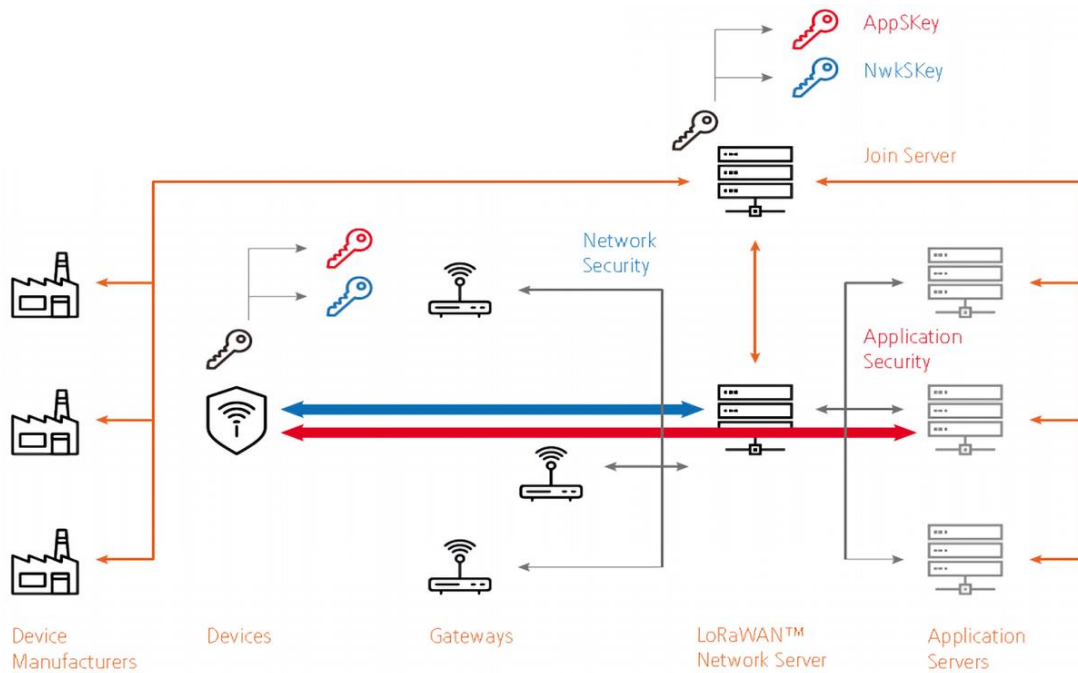 AppSKey
NwkSKey
Join Server
Network
Security
Application
Security
Device
Manufacturers
Devices
Gateways
LoRaWAN™
Network Server
Application
Servers